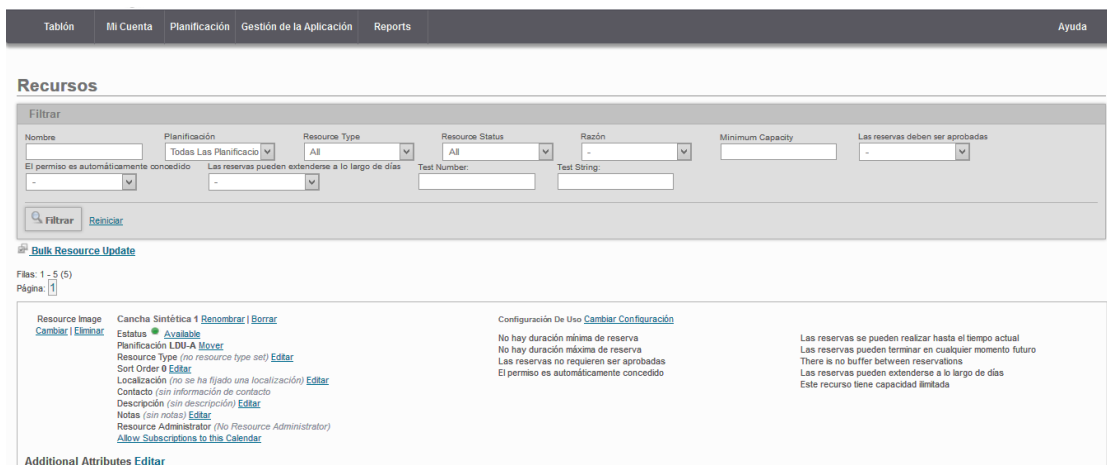 Tablón Mi Cuenta Planificación Gestión de la Aplicación Reports Ayuda
Recursos
Filtrar
Nombre Planificación Resource Type Resource Status Razón Minimum Capacity Las reservas deben ser aprobadas
Todas Las Planificacio All All - -
El permiso es automáticamente concedido Las reservas pueden extenderse a lo largo de días Test Number: Test String:
- -
Filtrar Reiniciar
Bulk Resource Update
Filas: 1 - 5 (5)
Página: 1
Resource Image
Cambiar | Eliminar
Cancha Sintética 1 Renombrar | Borrar
Estatus Available
Planificación LDU-A Mover
Resource Type (no resource type set) Editar
Sort Order 0 Editar
Localización (no se ha fijado una localización) Editar
Contacto (sin información de contacto
Descripción (sin descripción) Editar
Notas (sin notas) Editar
Resource Administrator (No Resource Administrator)
Allow Subscriptions to this Calendar
Configuración De Uso Cambiar Configuración
No hay duración mínima de reserva
No hay duración máxima de reserva
Las reservas no requieren ser aprobadas
El permiso es automáticamente concedido
Las reservas se pueden realizar hasta el tiempo actual
Las reservas pueden terminar en cualquier momento futuro
There is no buffer between reservations
Las reservas pueden extenderse a lo largo de días
Este recurso tiene capacidad ilimitada
Additional Attributes Editar